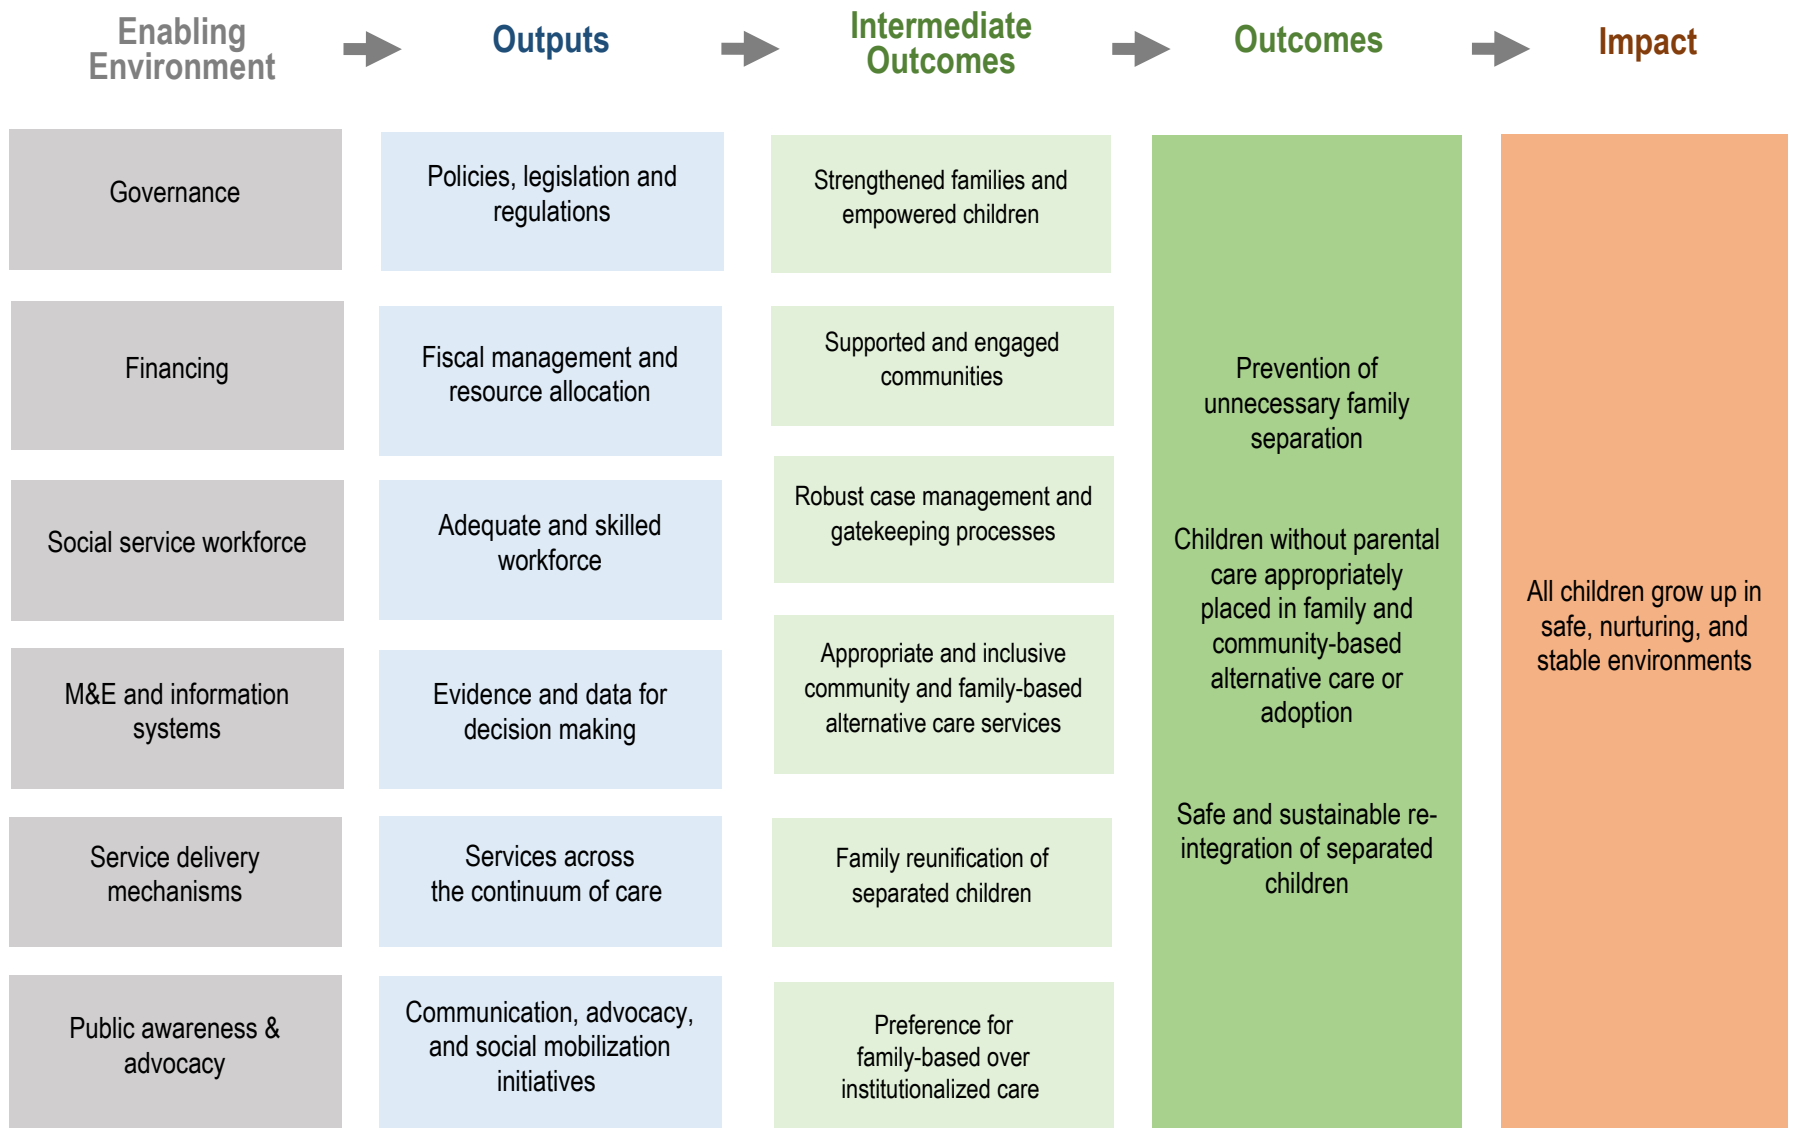 Enabling
Environment
Outputs
Intermediate
Outcomes
Outcomes
Impact
Governance
Financing
Social service workforce
M&E and information
systems
Service delivery
mechanisms
Public awareness &
advocacy
Policies, legislation and
regulations
Fiscal management and
resource allocation
Adequate and skilled
workforce
Evidence and data for
decision making
Services across
the continuum of care
Communication, advocacy,
and social mobilization
initiatives
Strengthened families and
empowered children
Supported and engaged
communities
Robust case management and
gatekeeping processes
Appropriate and inclusive
community and family-based
alternative care services
Family reunification of
separated children
Preference for
family-based over
institutionalized care
Prevention of
unnecessary family
separation
Children without parental
care appropriately
placed in family and
community-based
alternative care or
adoption
Safe and sustainable re-
integration of separated
children
All children grow up in
safe, nurturing, and
stable environments